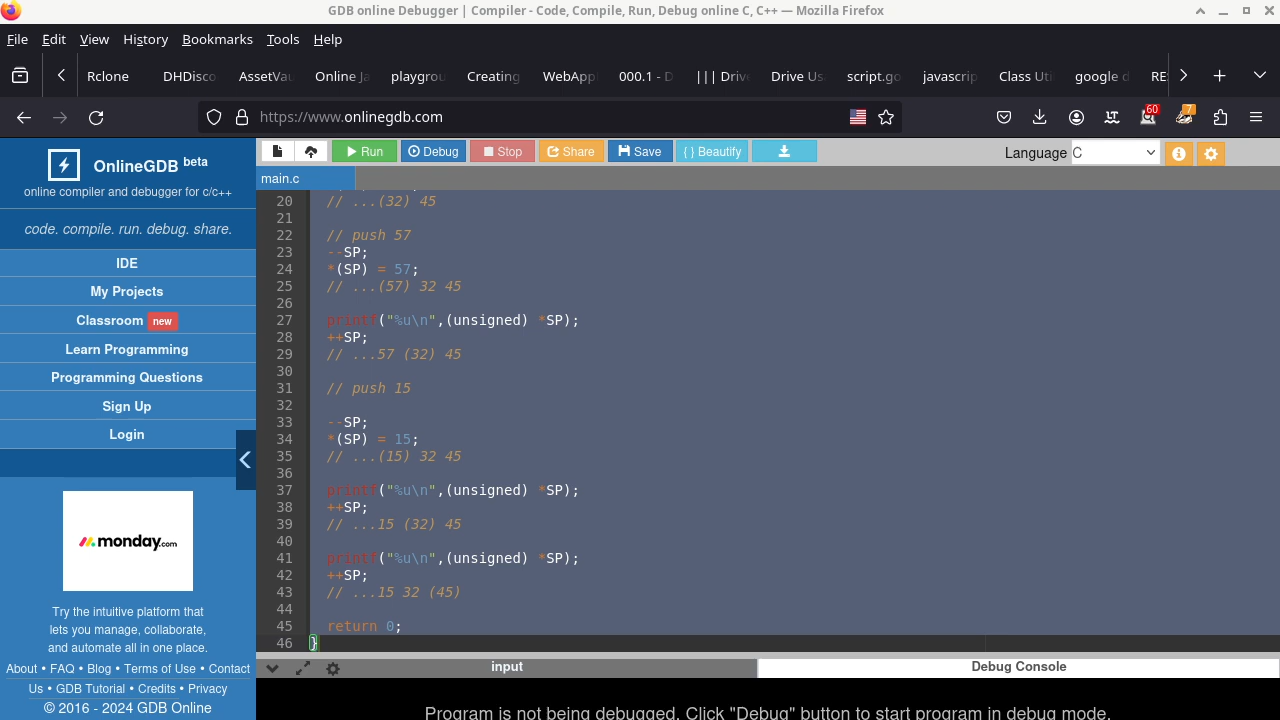 GDB online Debugger | Compiler - Code, Compile, Run, Debug online C, C++ — Mozilla Firefox
File Edit View History Bookmarks Tools Help
Rclone DHDisco AssetVau Online Ja playgrou Creating WebApp 000.1 - D | | | Drive Drive Us script.go javascrip Class Uti google d RE
https://www.onlinegdb.com
60
7
OnlineGDB beta
online compiler and debugger for c/c++
code. compile. run. debug. share.
IDE
My Projects
Classroom new
Learn Programming
Programming Questions
Sign Up
Login
monday.com
Try the intuitive platform that
lets you manage, collaborate,
and automate all in one place.
About • FAQ • Blog • Terms of Use • Contact
Us • GDB Tutorial • Credits • Privacy
© 2016 - 2024 GDB Online
Run Debug Stop Share Save { } Beautify
Language C
main.c
20 // ...(32) 45
21
22 // push 57
23 --SP;
24 *(SP) = 57;
25 // ...(57) 32 45
26
27 printf("%u\n",(unsigned) *SP);
28 ++SP;
29 // ...57 (32) 45
30
31 // push 15
32
33 --SP;
34 *(SP) = 15;
35 // ...(15) 32 45
36
37 printf("%u\n",(unsigned) *SP);
38 ++SP;
39 // ...15 (32) 45
40
41 printf("%u\n",(unsigned) *SP);
42 ++SP;
43 // ...15 32 (45)
44
45 return 0;
46 }
input Debug Console
Program is not being debugged. Click "Debug" button to start program in debug mode.